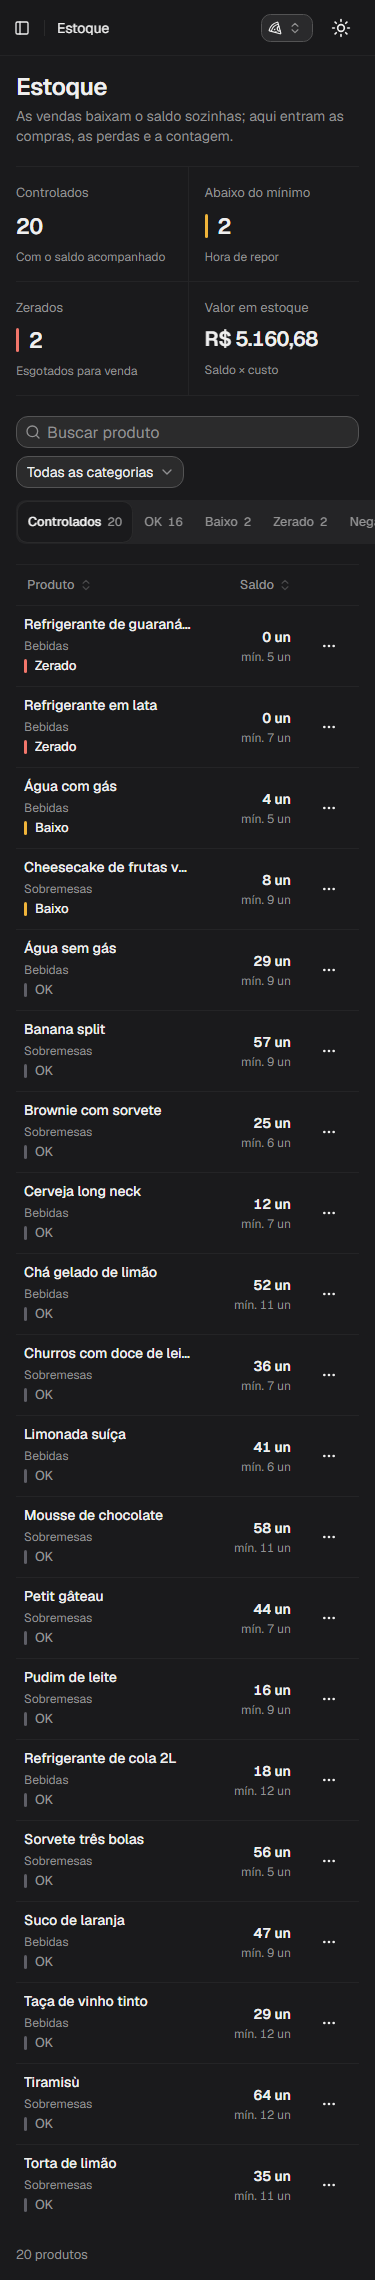 Estoque
Estoque
As vendas baixam o saldo sozinhas; aqui entram as
compras, as perdas e a contagem.
Controlados
20
Com o saldo acompanhado
Abaixo do mínimo
2
Hora de repor
Zerados
2
Esgotados para venda
Valor em estoque
R$ 5.160,68
Saldo × custo
Buscar produto
Todas as categorias
Controlados 20 OK 16 Baixo 2 Zerado 2 Neg
Produto Saldo
Refrigerante de guaraná...
Bebidas
Zerado
0 un
mín. 5 un
Refrigerante em lata
Bebidas
Zerado
0 un
mín. 7 un
Água com gás
Bebidas
Baixo
4 un
mín. 5 un
Cheesecake de frutas v...
Sobremesas
Baixo
8 un
mín. 9 un
Água sem gás
Bebidas
OK
29 un
mín. 9 un
Banana split
Sobremesas
OK
57 un
mín. 9 un
Brownie com sorvete
Sobremesas
OK
25 un
mín. 6 un
Cerveja long neck
Bebidas
OK
12 un
mín. 7 un
Chá gelado de limão
Bebidas
OK
52 un
mín. 11 un
Churros com doce de lei...
Sobremesas
OK
36 un
mín. 7 un
Limonada suíça
Bebidas
OK
41 un
mín. 6 un
Mousse de chocolate
Sobremesas
OK
58 un
mín. 11 un
Petit gâteau
Sobremesas
OK
44 un
mín. 7 un
Pudim de leite
Sobremesas
OK
16 un
mín. 9 un
Refrigerante de cola 2L
Bebidas
OK
18 un
mín. 12 un
Sorvete três bolas
Sobremesas
OK
56 un
mín. 5 un
Suco de laranja
Bebidas
OK
47 un
mín. 9 un
Taça de vinho tinto
Bebidas
OK
29 un
mín. 12 un
Tiramisù
Sobremesas
OK
64 un
mín. 12 un
Torta de limão
Sobremesas
OK
35 un
mín. 11 un
20 produtos